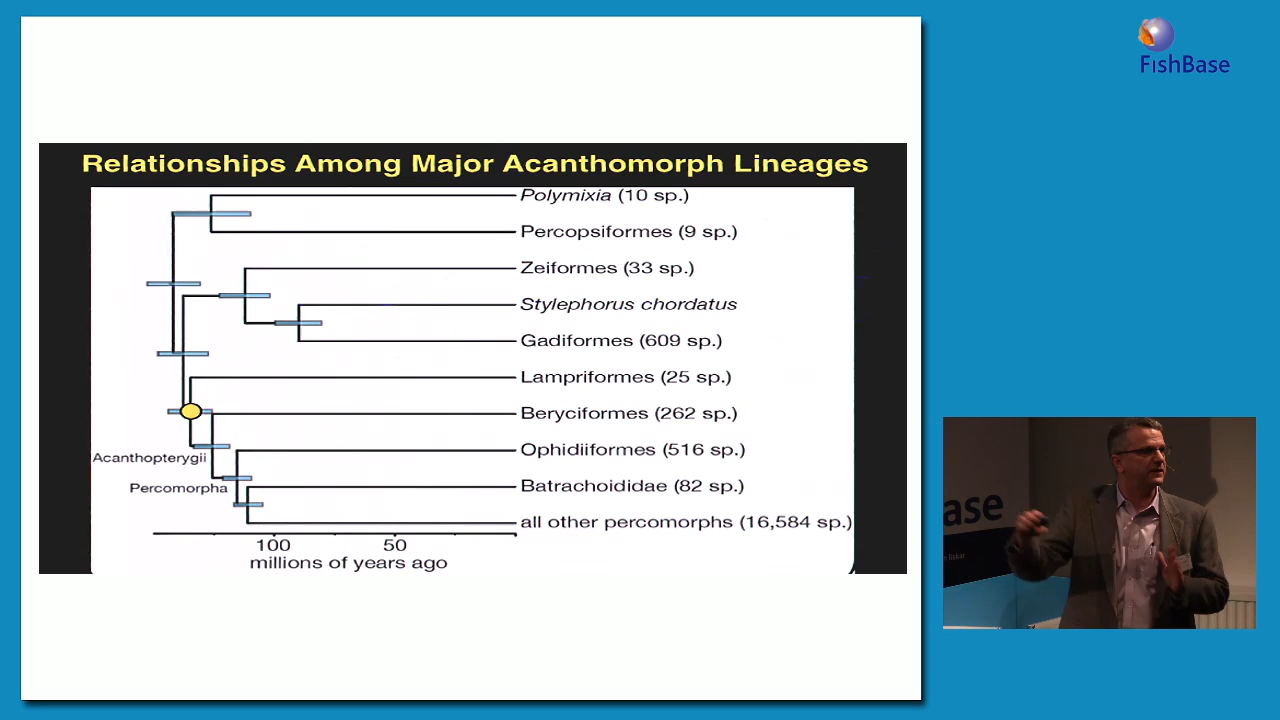 FishBase
Relationships Among Major Acanthomorph Lineages
Polymixia (10 sp.)
Percopsiformes (9 sp.)
Zeiformes (33 sp.)
Stylephorus chordatus
Gadiformes (609 sp.)
Lampriformes (25 sp.)
Beryciformes (262 sp.)
Ophidiiformes (516 sp.)
Acanthopterygii
Percomorpha
Batrachoididae (82 sp.)
all other percomorphs (16,584 sp.)
100 50
millions of years ago
ase